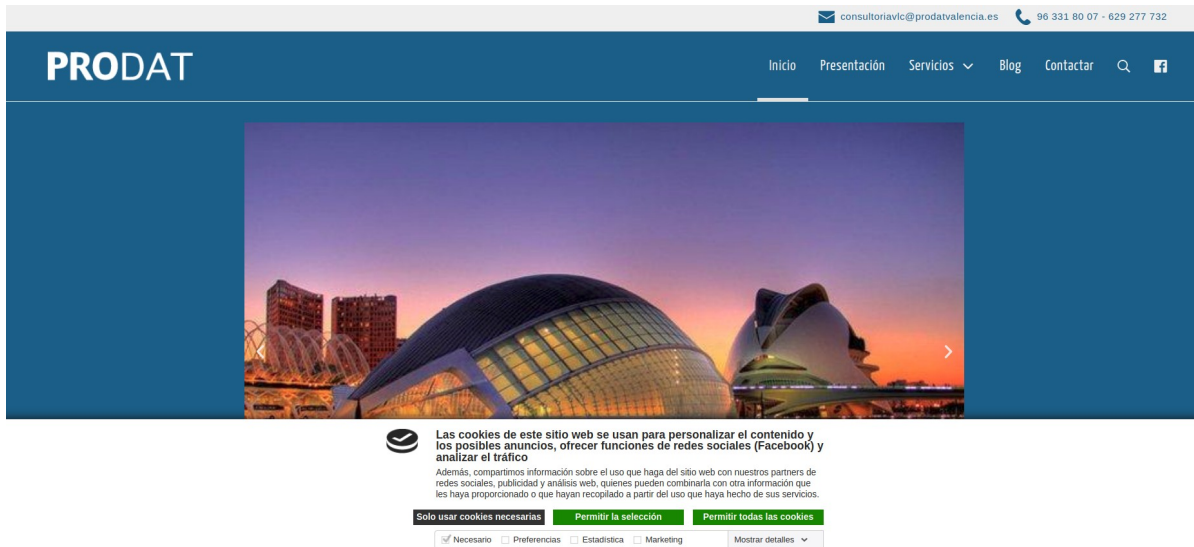 consultoriavlc@prodatvalencia.es 96 331 80 07 - 629 277 732
PRODAT
Inicio Presentación Servicios Blog Contactar
Las cookies de este sitio web se usan para personalizar el contenido y
los posibles anuncios, ofrecer funciones de redes sociales (Facebook) y
analizar el tráfico
Además, compartimos información sobre el uso que haga del sitio web con nuestros partners de
redes sociales, publicidad y análisis web, quienes pueden combinarla con otra información que
les haya proporcionado o que hayan recopilado a partir del uso que haya hecho de sus servicios.
Solo usar cookies necesarias Permitir la selección Permitir todas las cookies
Necesario Preferencias Estadística Marketing Mostrar detalles